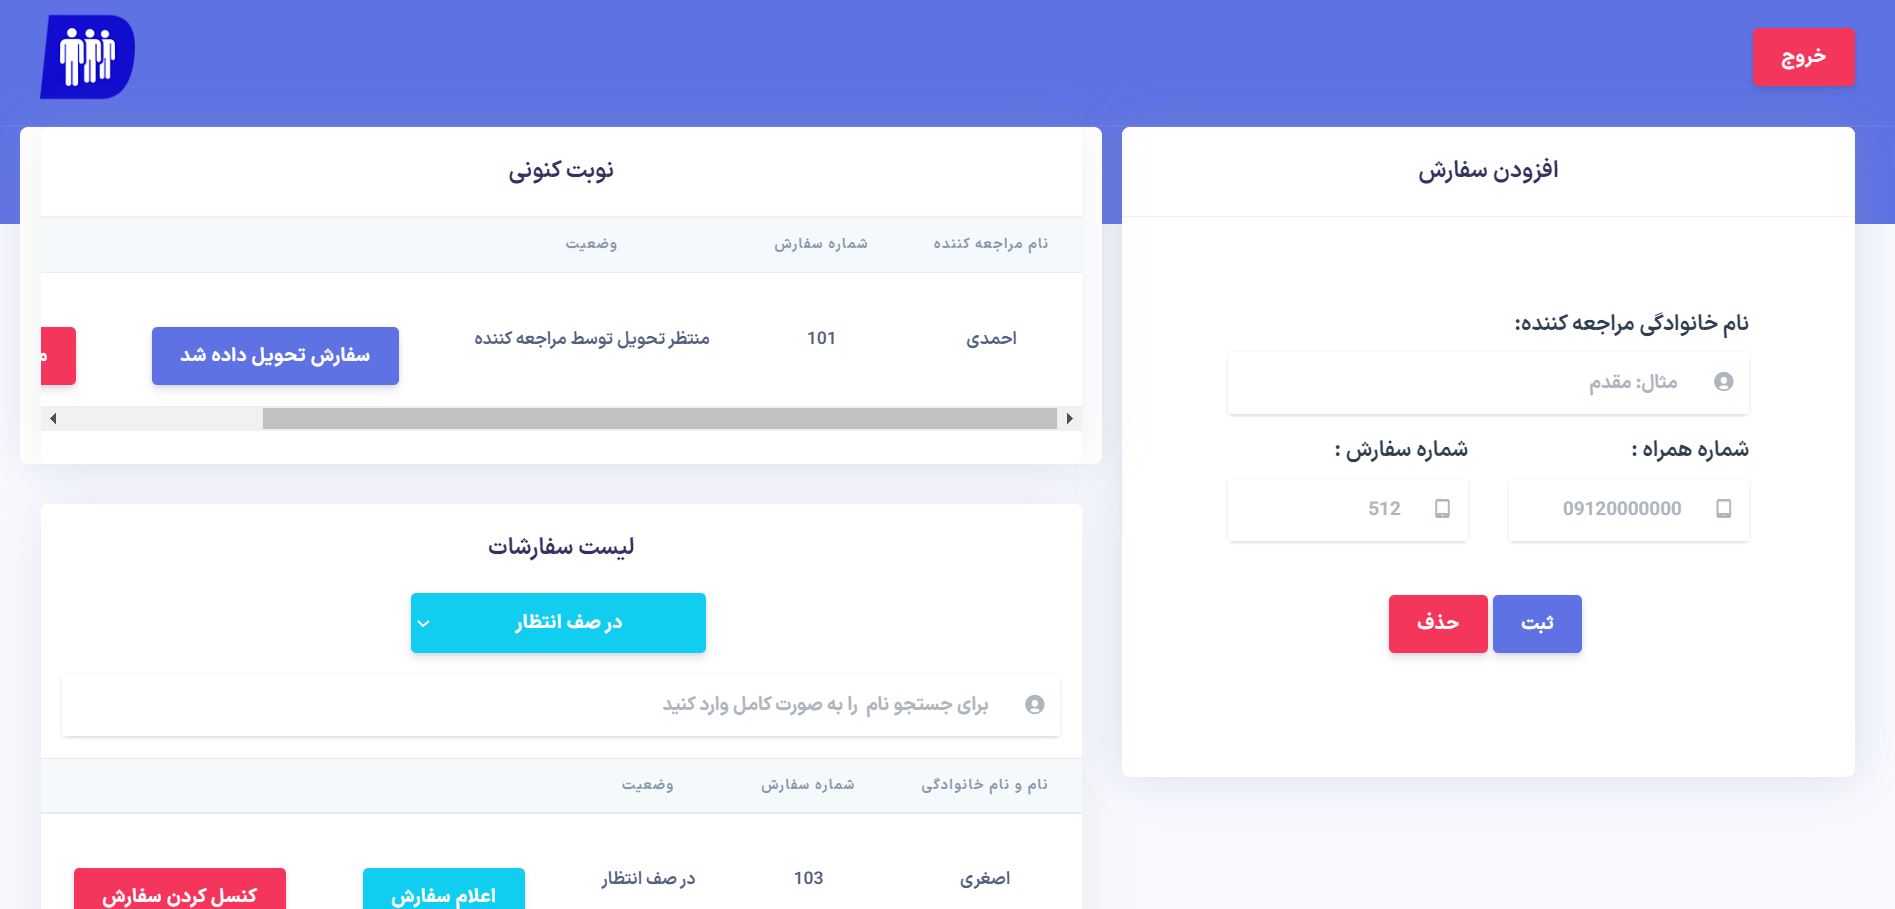 خروج
افزودن سفارش
نام خانوادگی مراجعه کننده:
مثال: مقدم
شماره همراه :
شماره سفارش :
09120000000
512
ثبت
حذف
نوبت کنونی
نام مراجعه کننده
شماره سفارش
وضعیت
احمدی
101
منتظر تحویل توسط مراجعه کننده
سفارش تحویل داده شد
لیست سفارشات
در صف انتظار
برای جستجو نام را به صورت کامل وارد کنید
نام و نام خانوادگی
شماره سفارش
وضعیت
اصغری
103
در صف انتظار
اعلام سفارش
کنسل کردن سفارش